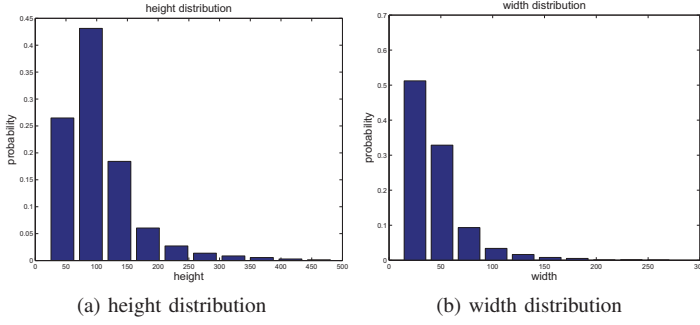 height distribution
0.45
0.4
0.35
0.3
0.25
0.2
0.15
0.1
0.05
0
probability
0 50 100 150 200 250 300 350 400 450 500
height
(a) height distribution
width distribution
0.7
0.6
0.5
0.4
0.3
0.2
0.1
0
probability
0 50 100 150 200 250 300
width
(b) width distribution